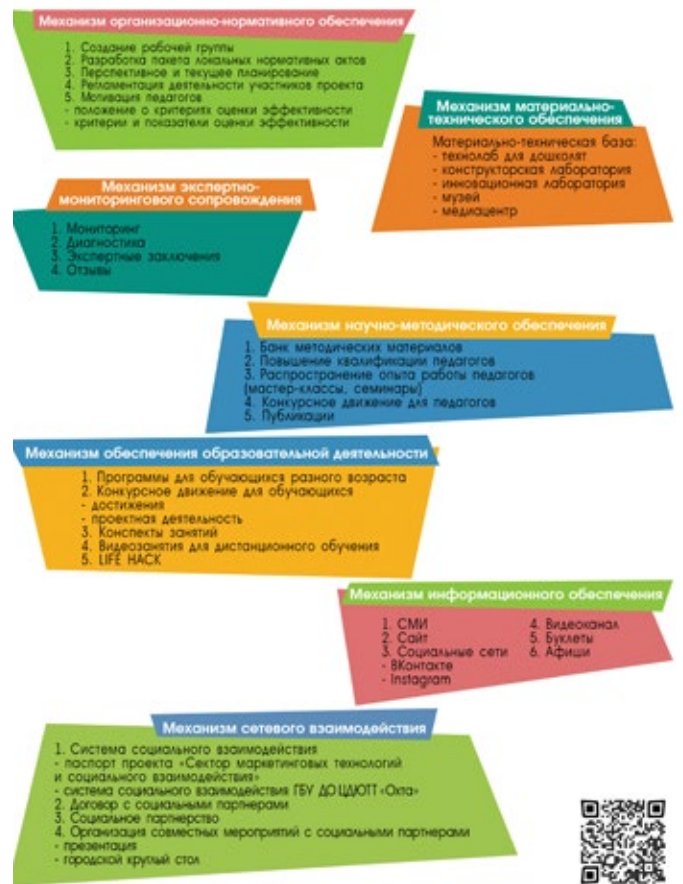 Механизм организационно-нормативного обеспечения
1. Создание рабочей группы
2. Разработка пакета локальных нормативных актов
3. Перспективное и текущее планирование
4. Регламентация деятельности участников проекта
5. Мотивация педагогов
- положение о критериях оценки эффективности
- критерии и показатели оценки эффективности
Механизм материально-
технического обеспечения
Материально-техническая база:
- технолаб для дошколят
- конструкторская лаборатория
- инновационная лаборатория
- музей
- медиацентр
Механизм экспертно-
мониторингового сопровождения
1. Мониторинг
2. Диагностика
3. Экспертные заключения
4. Отзывы
Механизм научно-методического обеспечения
1. Банк методических материалов
2. Повышение квалификации педагогов
3. Распространение опыта работы педагогов
(мастер-классы, семинары)
4. Конкурсное движение для педагогов
5. Публикации
Механизм обеспечения образовательной деятельности
1. Программы для обучающихся разного возраста
2. Конкурсное движение для обучающихся
- достижения
- проектная деятельность
3. Конспекты занятий
4. Видеозанятия для дистанционного обучения
5. LIFE HACK
Механизм информационного обеспечения
1. СМИ
2. Сайт
3. Социальные сети
- ВКонтакте
- Instagram
4. Видеоканал
5. Буклеты
6. Афиши
Механизм сетевого взаимодействия
1. Система социального взаимодействия
- паспорт проекта «Сектор маркетинговых технологий
и социального взаимодействия»
- система социального взаимодействия ГБУ ДО ЦДЮТТ «Охта»
2. Договор с социальными партнерами
3. Социальное партнерство
4. Организация совместных мероприятий с социальными партнерами
- презентация
- городской круглый стол